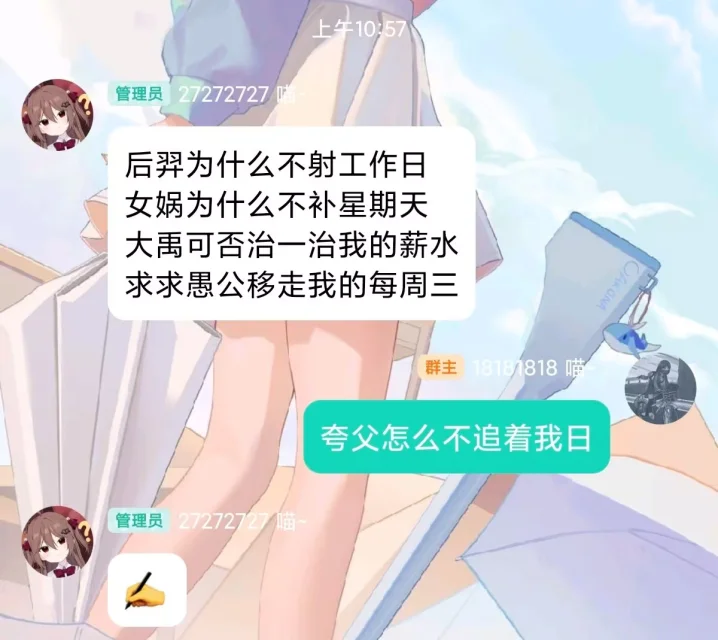 上午10:57
管理员 27272727 喵~
后羿为什么不射工作日
女娲为什么不补星期天
大禹可否治一治我的薪水
求求愚公移走我的每周三
群主 18181818 喵~
夸父怎么不追着我日
管理员 27272727 喵~